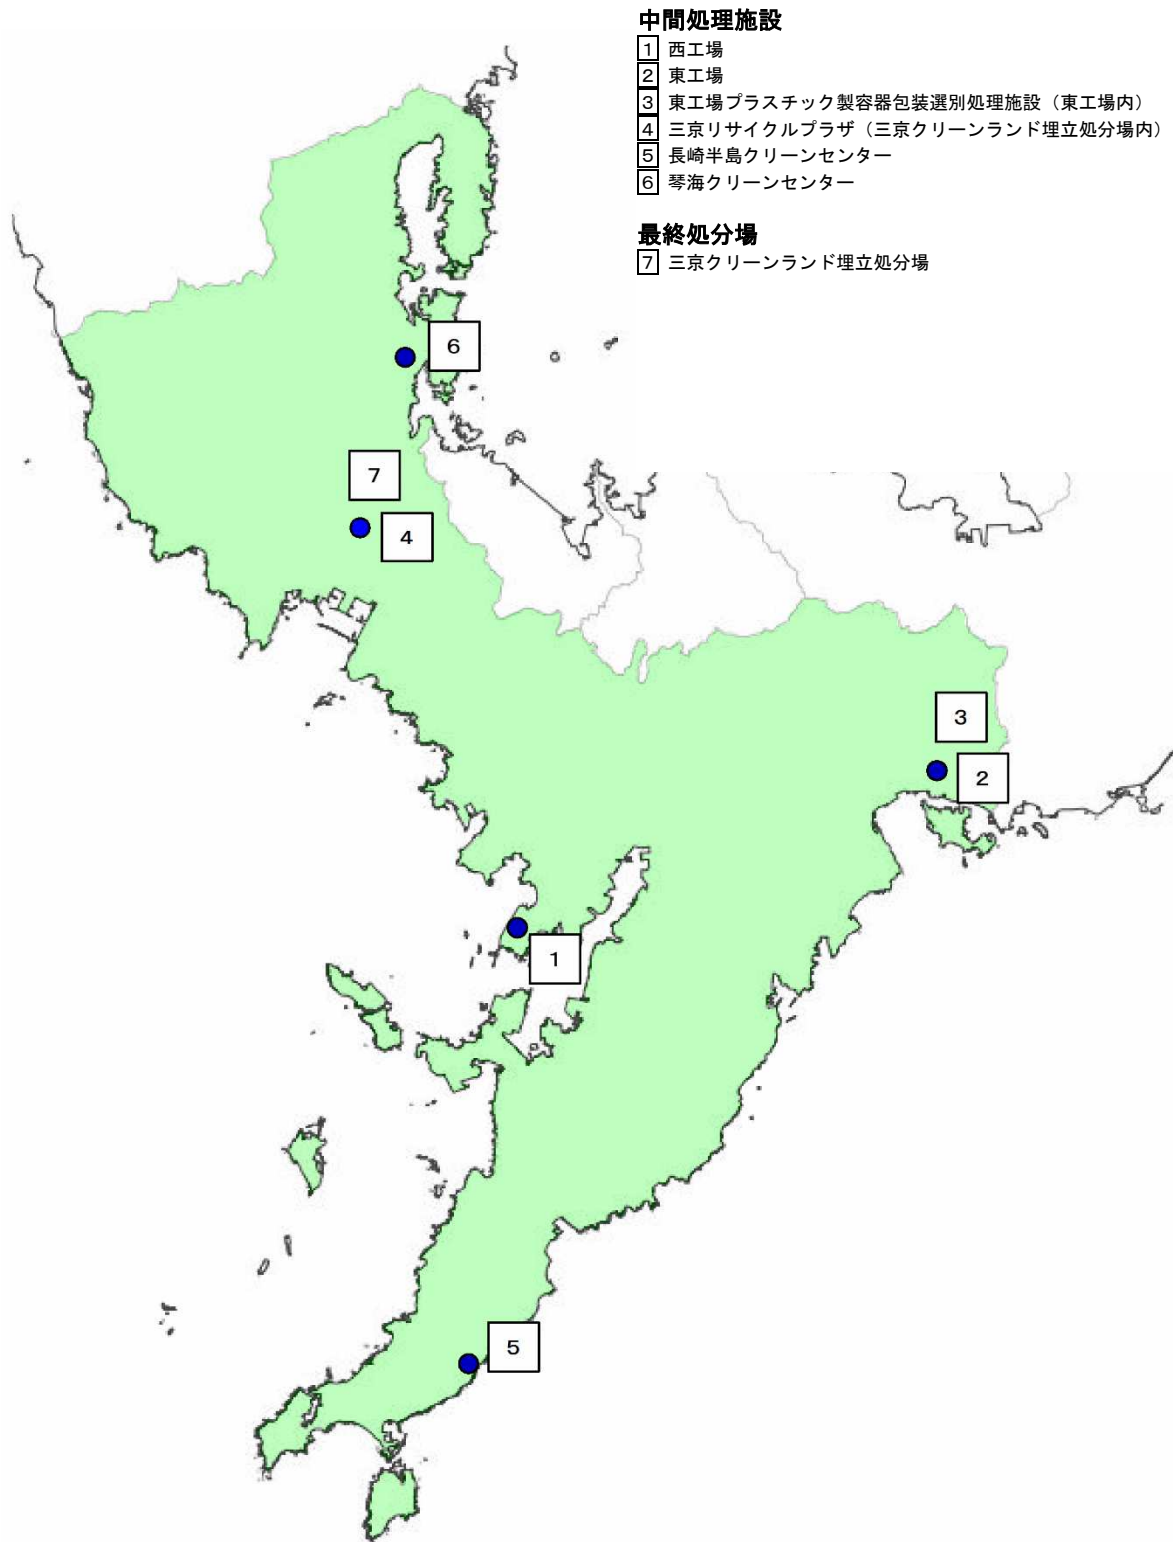 中間処理施設
1 西工場
2 東工場
3 東工場プラスチック製容器包装選別処理施設（東工場内）
4 三京リサイクルプラザ（三京クリーンランド埋立処分場内）
5 長崎半島クリーンセンター
6 琴海クリーンセンター
最終処分場
7 三京クリーンランド埋立処分場
6
7
4
3
2
1
5